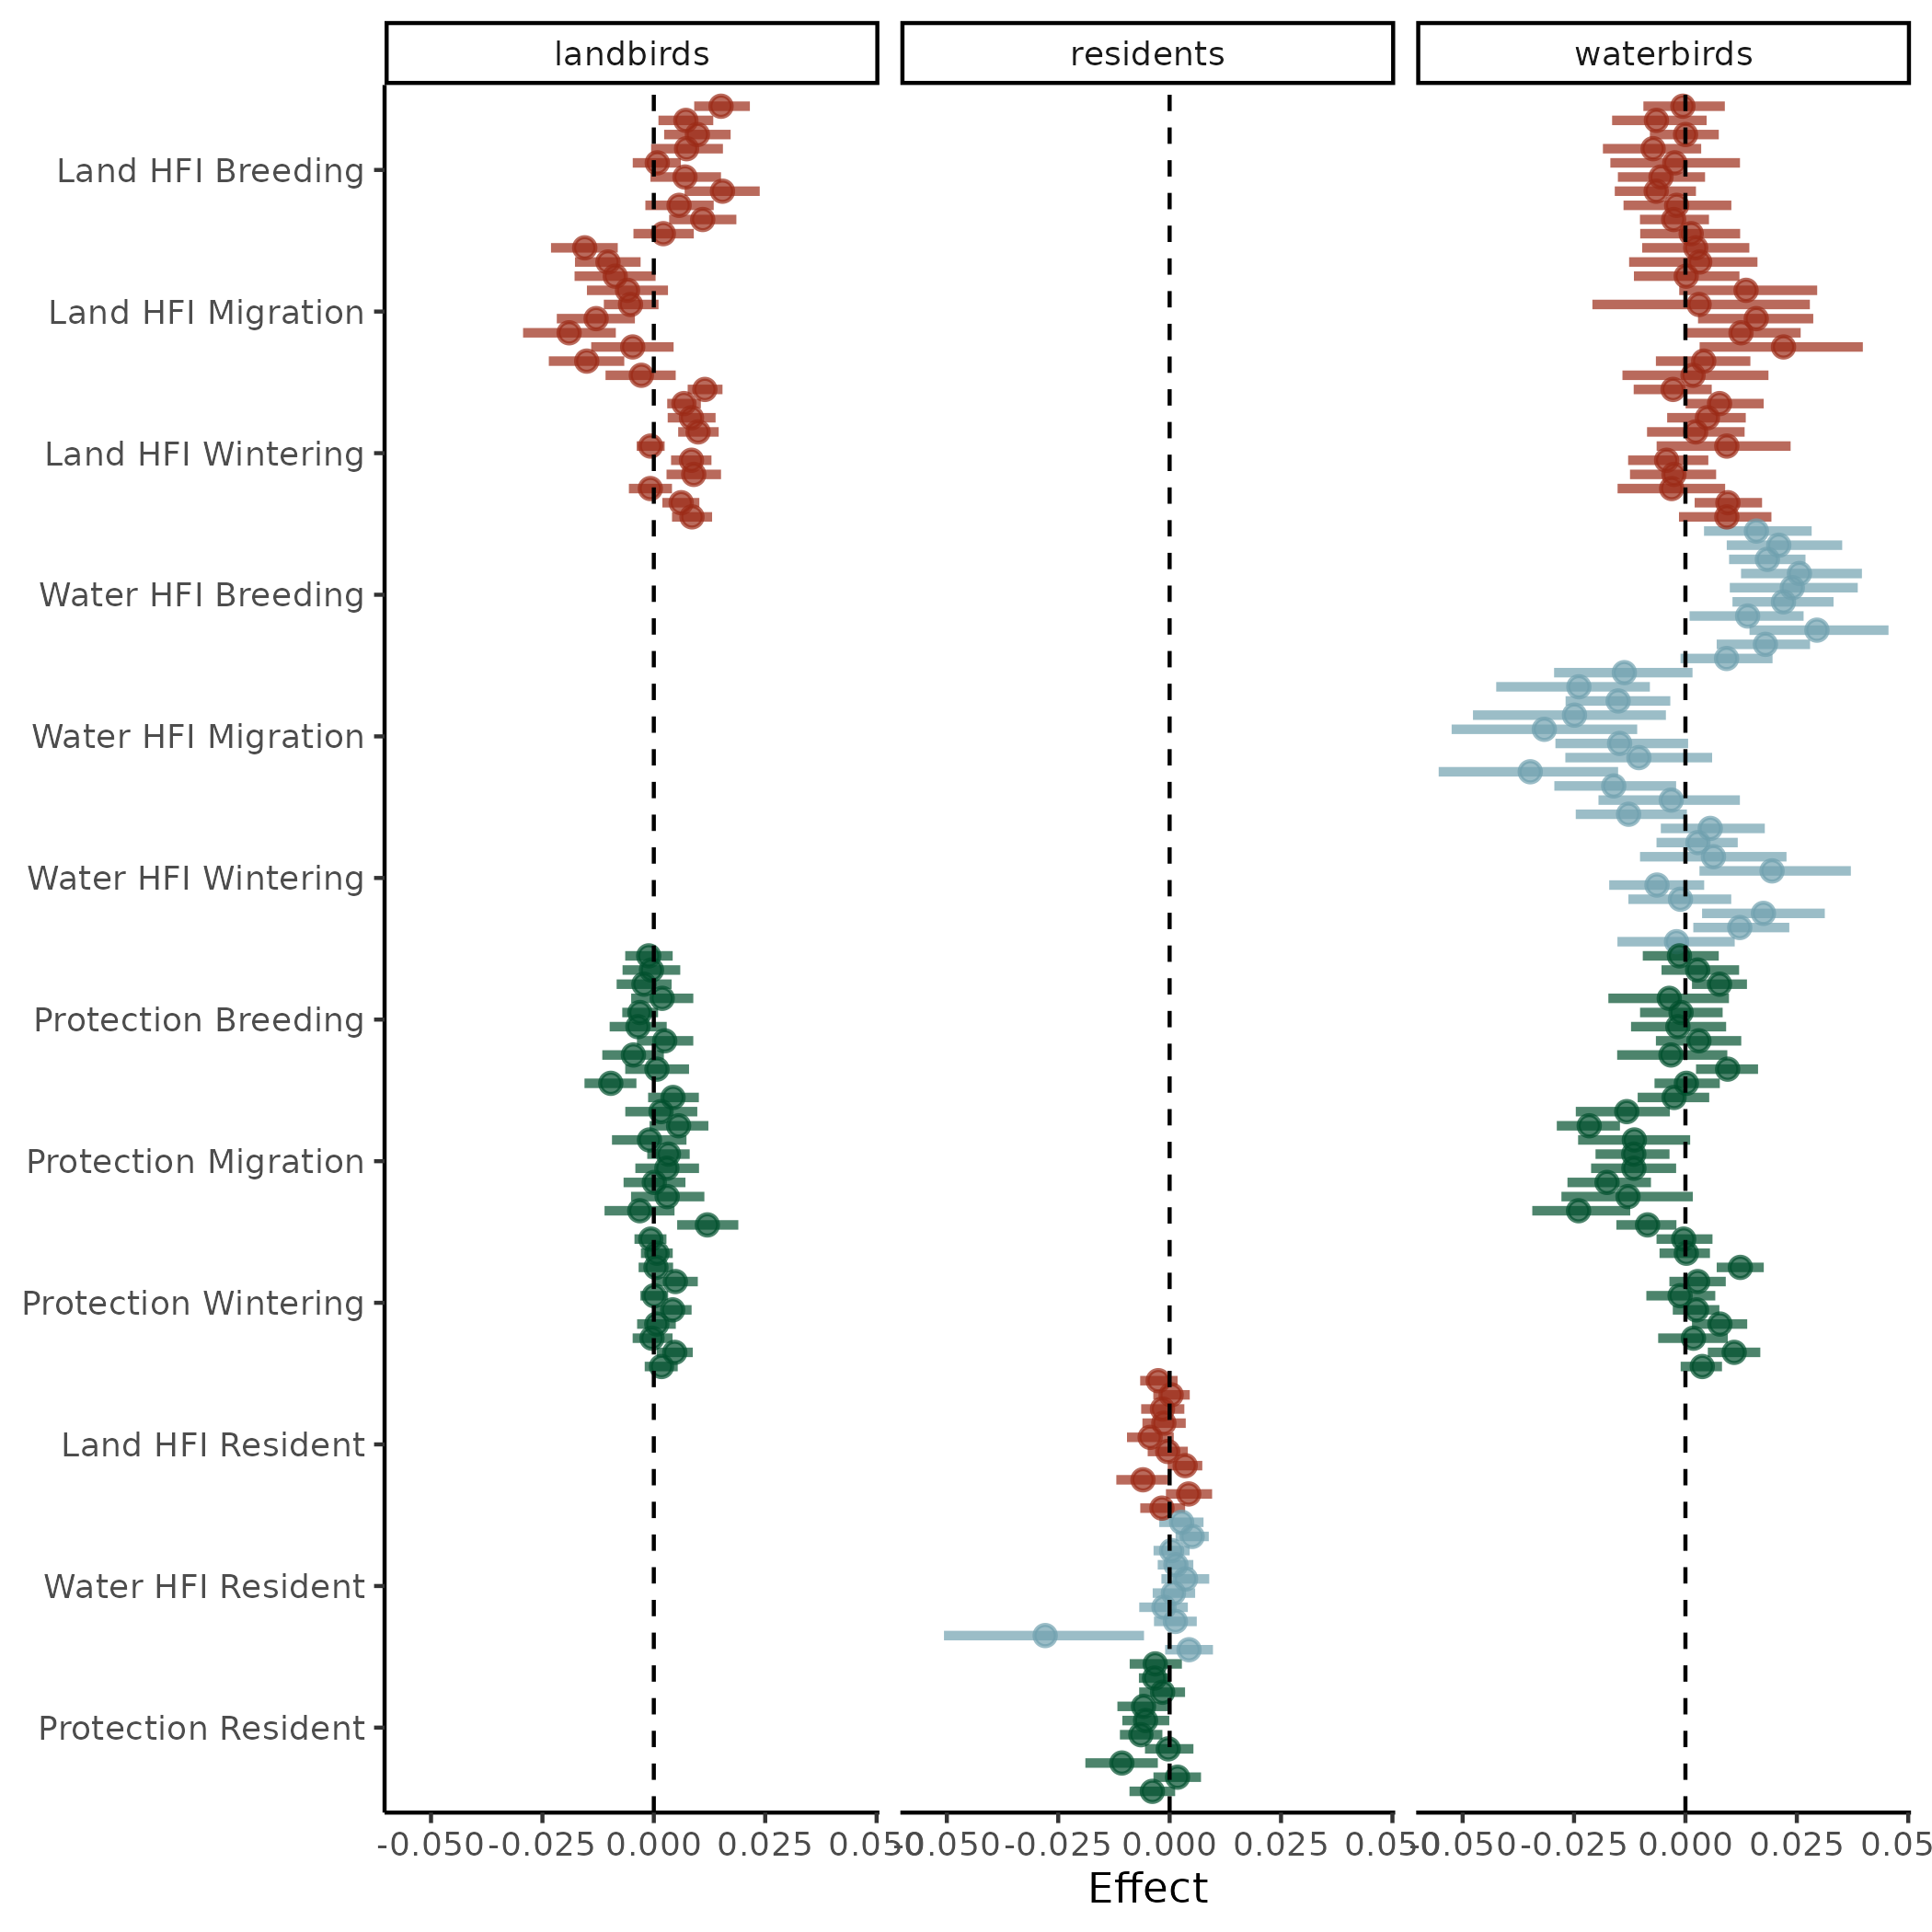 landbirds residents waterbirds
Land HFI Breeding
Land HFI Migration
Land HFI Wintering
Water HFI Breeding
Water HFI Migration
Water HFI Wintering
Protection Breeding
Protection Migration
Protection Wintering
Land HFI Resident
Water HFI Resident
Protection Resident
-0.050 -0.025 0.000 0.025 0.050 -0.050 -0.025 0.000 0.025 0.050 -0.050 -0.025 0.000 0.025 0.05
Effect